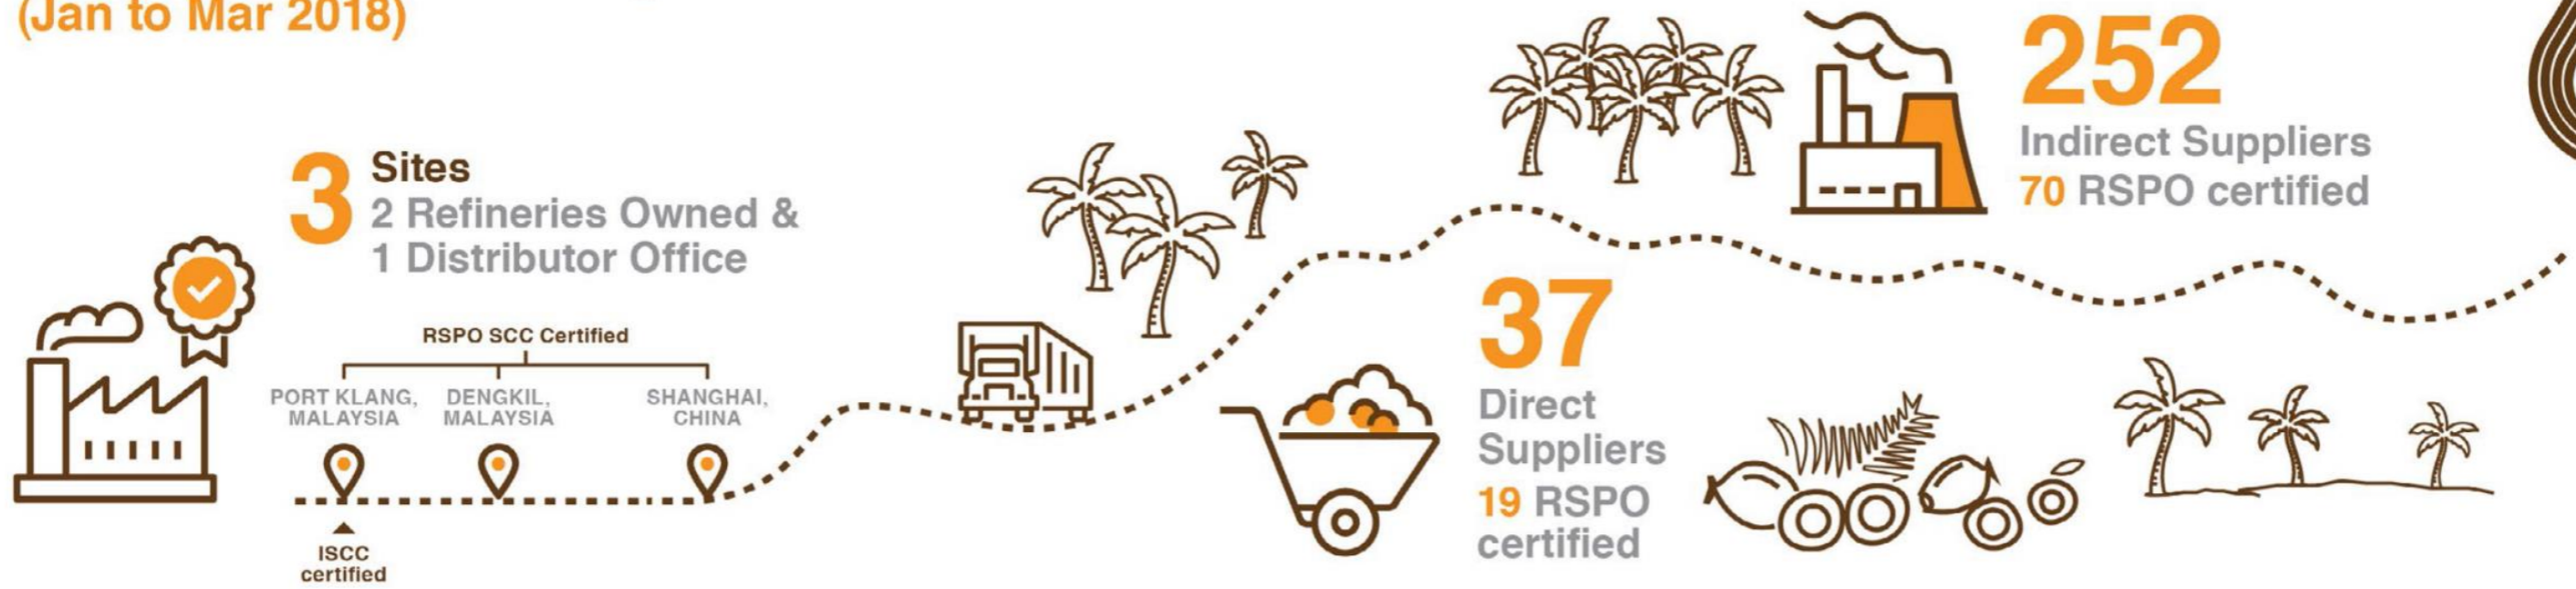 (Jan to Mar 2018)
3 Sites
2 Refineries Owned &
1 Distributor Office
RSPO SCC Certified
PORT KLANG,
MALAYSIA
DENGKIL,
MALAYSIA
SHANGHAI,
CHINA
ISCC
certified
37
Direct
Suppliers
19 RSPO
certified
252
Indirect Suppliers
70 RSPO certified